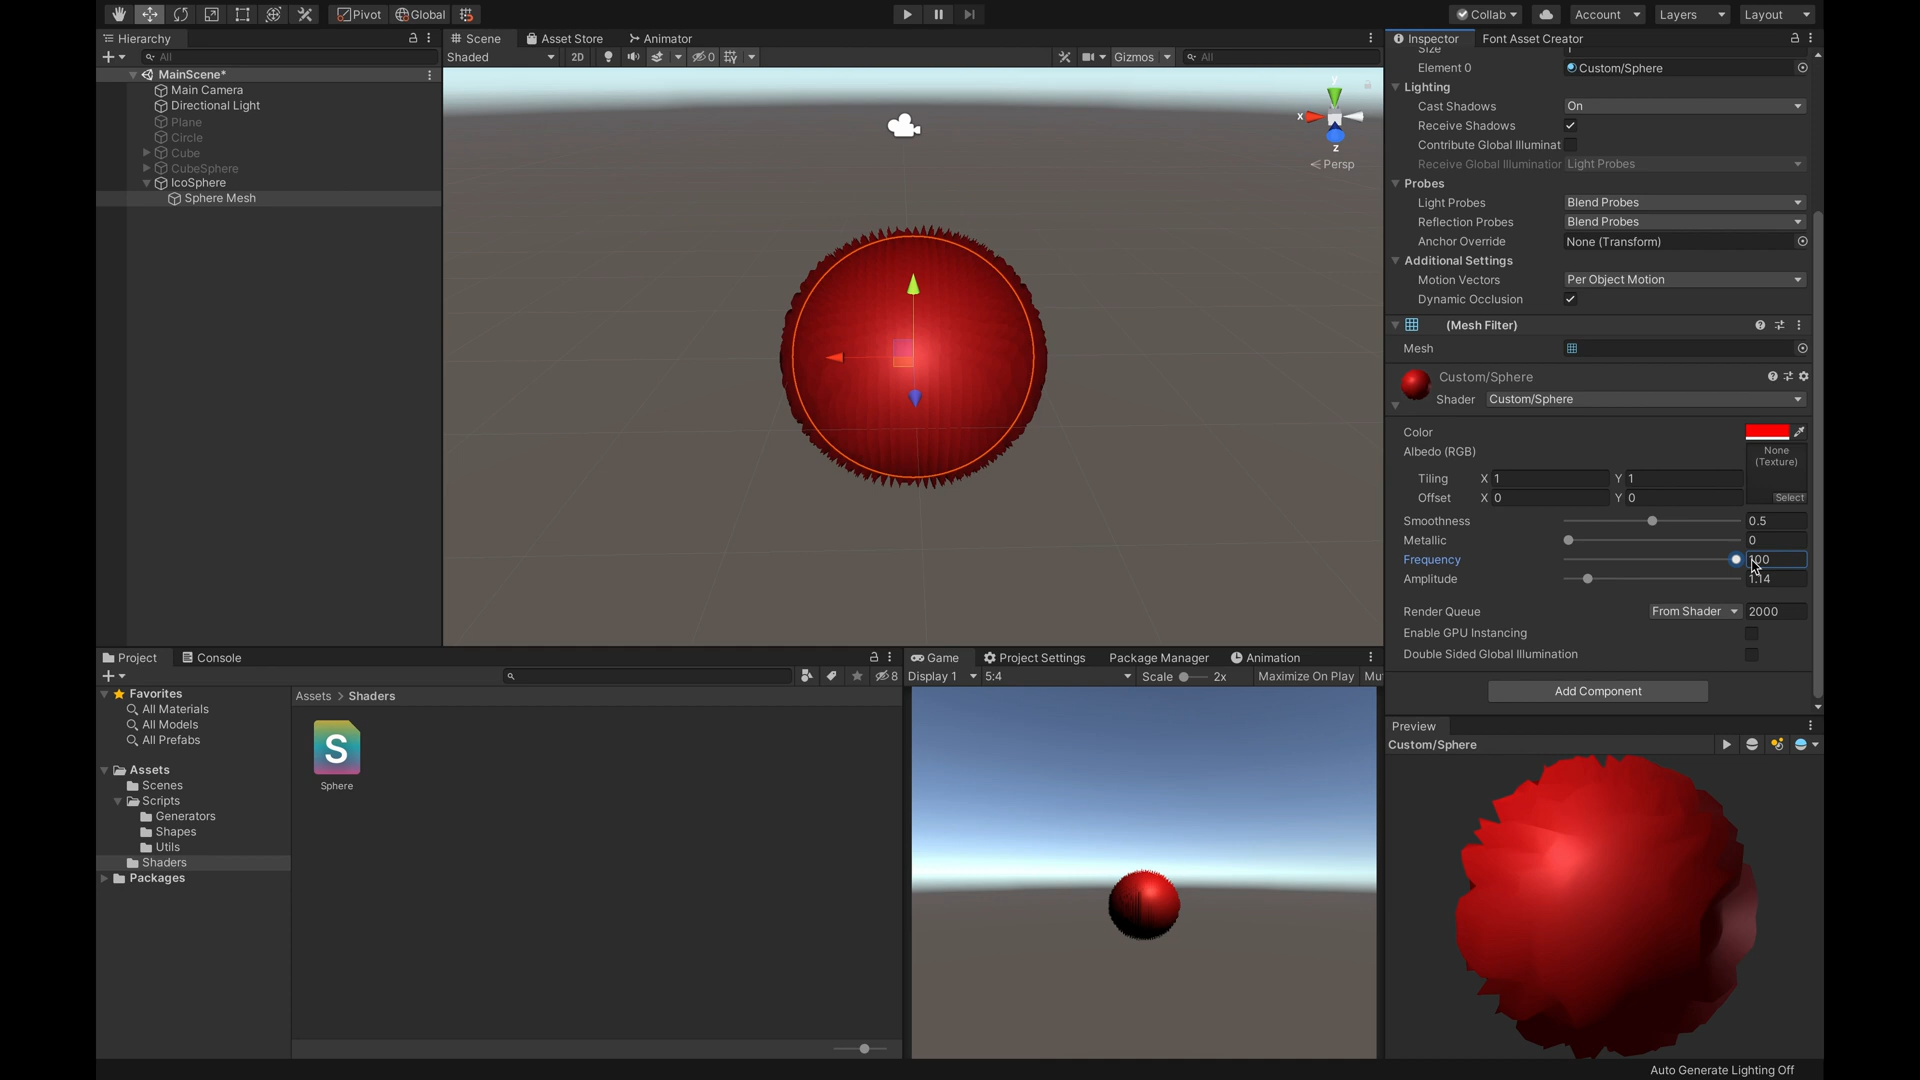 Pivot Global Collab Account Layers Layout
Hierarchy
All
MainScene*
Main Camera
Directional Light
Plane
Circle
Cube
CubeSphere
IcoSphere
Sphere Mesh
Scene Asset Store Animator
Shaded 2D 0 Gizmos All
y
x
z
< Persp
Inspector Font Asset Creator
Size 1
Element 0 Custom/Sphere
Lighting
Cast Shadows On
Receive Shadows
Contribute Global Illuminat
Receive Global Illumination Light Probes
Probes
Light Probes Blend Probes
Reflection Probes Blend Probes
Anchor Override None (Transform)
Additional Settings
Motion Vectors Per Object Motion
Dynamic Occlusion
(Mesh Filter)
Mesh
Custom/Sphere
Shader Custom/Sphere
Color
Albedo (RGB) None
(Texture)
Tiling X 1 Y 1
Offset X 0 Y 0 Select
Smoothness 0.5
Metallic 0
Frequency 100
Amplitude 1.14
Render Queue From Shader 2000
Enable GPU Instancing
Double Sided Global Illumination
Add Component
Preview
Custom/Sphere
Project Console
8
Favorites
All Materials
All Models
All Prefabs
Assets
Scenes
Scripts
Generators
Shapes
Utils
Shaders
Packages
Assets > Shaders
S
Sphere
Game Project Settings Package Manager Animation
Display 1 5:4 Scale 2x Maximize On Play Mu
Auto Generate Lighting Off